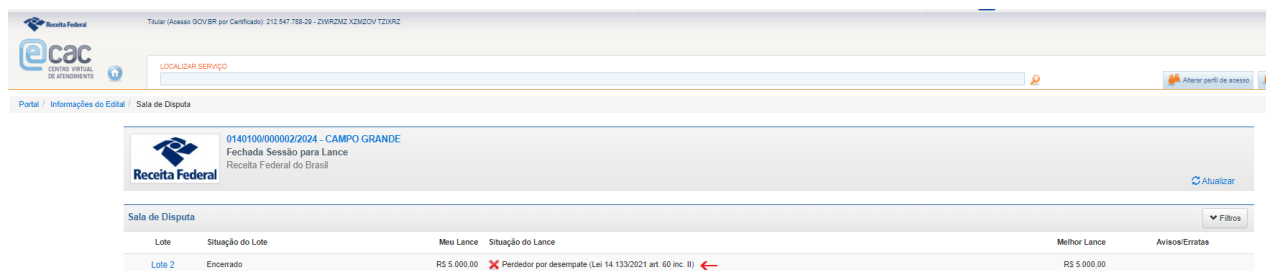 Receita Federal
Titular (Acesso GOV.BR por Certificado): 212.547.788-29 - ZWIRZMZ XZMZOV TZIXRZ
ecac
CENTRO VIRTUAL
DE ATENDIMENTO
LOCALIZAR SERVIÇO
Alterar perfil de acesso
Portal / Informações do Edital / Sala de Disputa
0140100/000002/2024 - CAMPO GRANDE
Fechada Sessão para Lance
Receita Federal do Brasil
Receita Federal
Atualizar
Sala de Disputa
Filtros
Lote Situação do Lote Meu Lance Situação do Lance Melhor Lance Avisos/Erratas
Lote 2 Encerrado R$ 5.000,00 Perdedor por desempate (Lei 14.133/2021 art. 60 inc. II) R$ 5.000,00